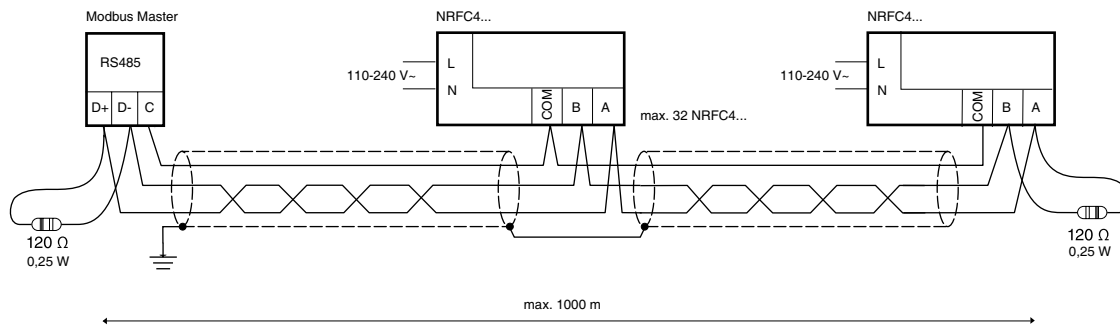 Modbus Master
NRFC4...
NRFC4...
RS485
D+ D- C
110-240 V~
L
N
COM B A
max. 32 NRFC4...
110-240 V~
L
N
COM B A
120 Ω
0,25 W
120 Ω
0,25 W
max. 1000 m